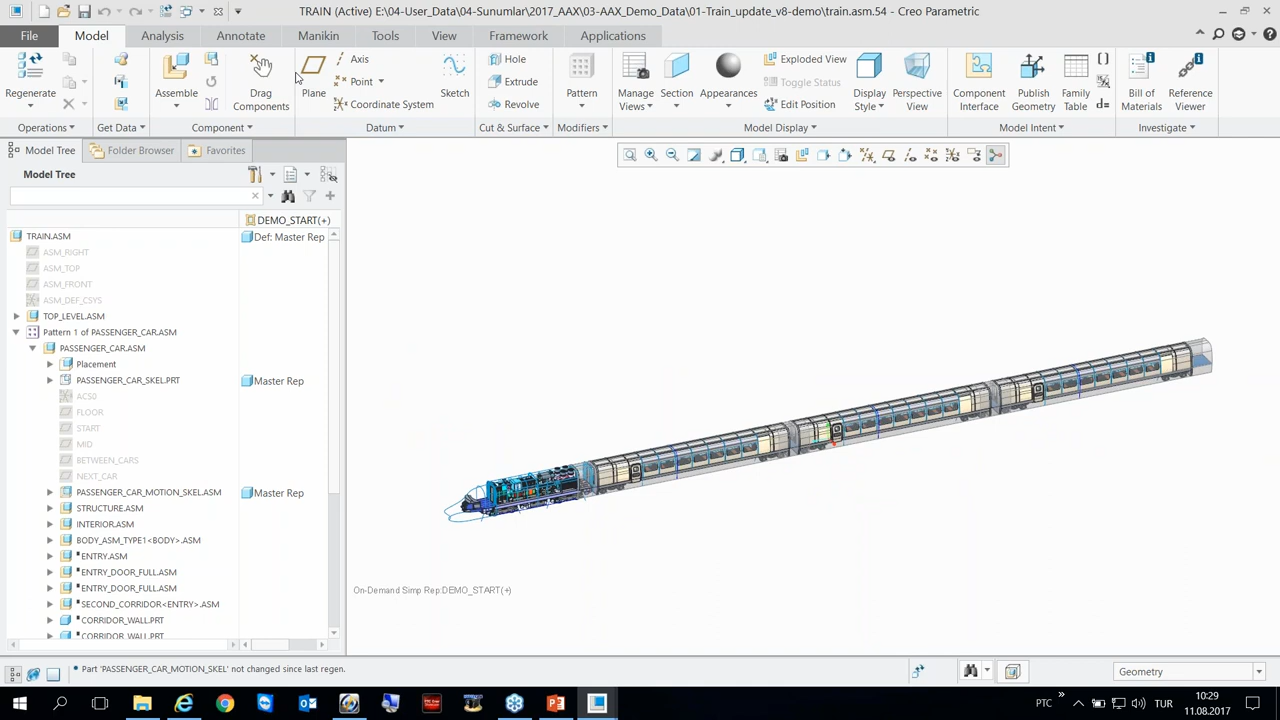 TRAIN (Active) E:\04-User_Data\04-Sunumlar\2017_AAX\03-AAX_Demo_Data\01-Train_update_v8-demo\train.asm.54 - Creo Parametric
File Model Analysis Annotate Manikin Tools View Framework Applications
Regenerate
Assemble
Drag Components
Plane
Axis
Point
Coordinate System
Sketch
Hole
Extrude
Revolve
Pattern
Manage Views
Section
Appearances
Exploded View
Toggle Status
Edit Position
Display Style
Perspective View
Component Interface
Publish Geometry
Family Table
Bill of Materials
Reference Viewer
Operations Get Data Component Datum Cut & Surface Modifiers Model Display Model Intent Investigate
Model Tree Folder Browser Favorites
Model Tree
DEMO_START(+)
TRAIN.ASM Def: Master Rep
ASM_RIGHT
ASM_TOP
ASM_FRONT
ASM_DEF_CSYS
TOP_LEVEL.ASM
Pattern 1 of PASSENGER_CAR.ASM
PASSENGER_CAR.ASM
Placement
PASSENGER_CAR_SKEL.PRT Master Rep
ACS0
FLOOR
START
MID
BETWEEN_CARS
NEXT_CAR
PASSENGER_CAR_MOTION_SKEL.ASM Master Rep
STRUCTURE.ASM
INTERIOR.ASM
BODY_ASM_TYPE1<BODY>.ASM
ENTRY.ASM
ENTRY_DOOR_FULL.ASM
ENTRY_DOOR_FULL.ASM
SECOND_CORRIDOR<ENTRY>.ASM
CORRIDOR_WALL.PRT
CORRIDOR_WALL.PRT
On-Demand Simp Rep:DEMO_START(+)
• Part 'PASSENGER_CAR_MOTION_SKEL' not changed since last regen.
Geometry
PTC
TUR
10:29
11.08.2017